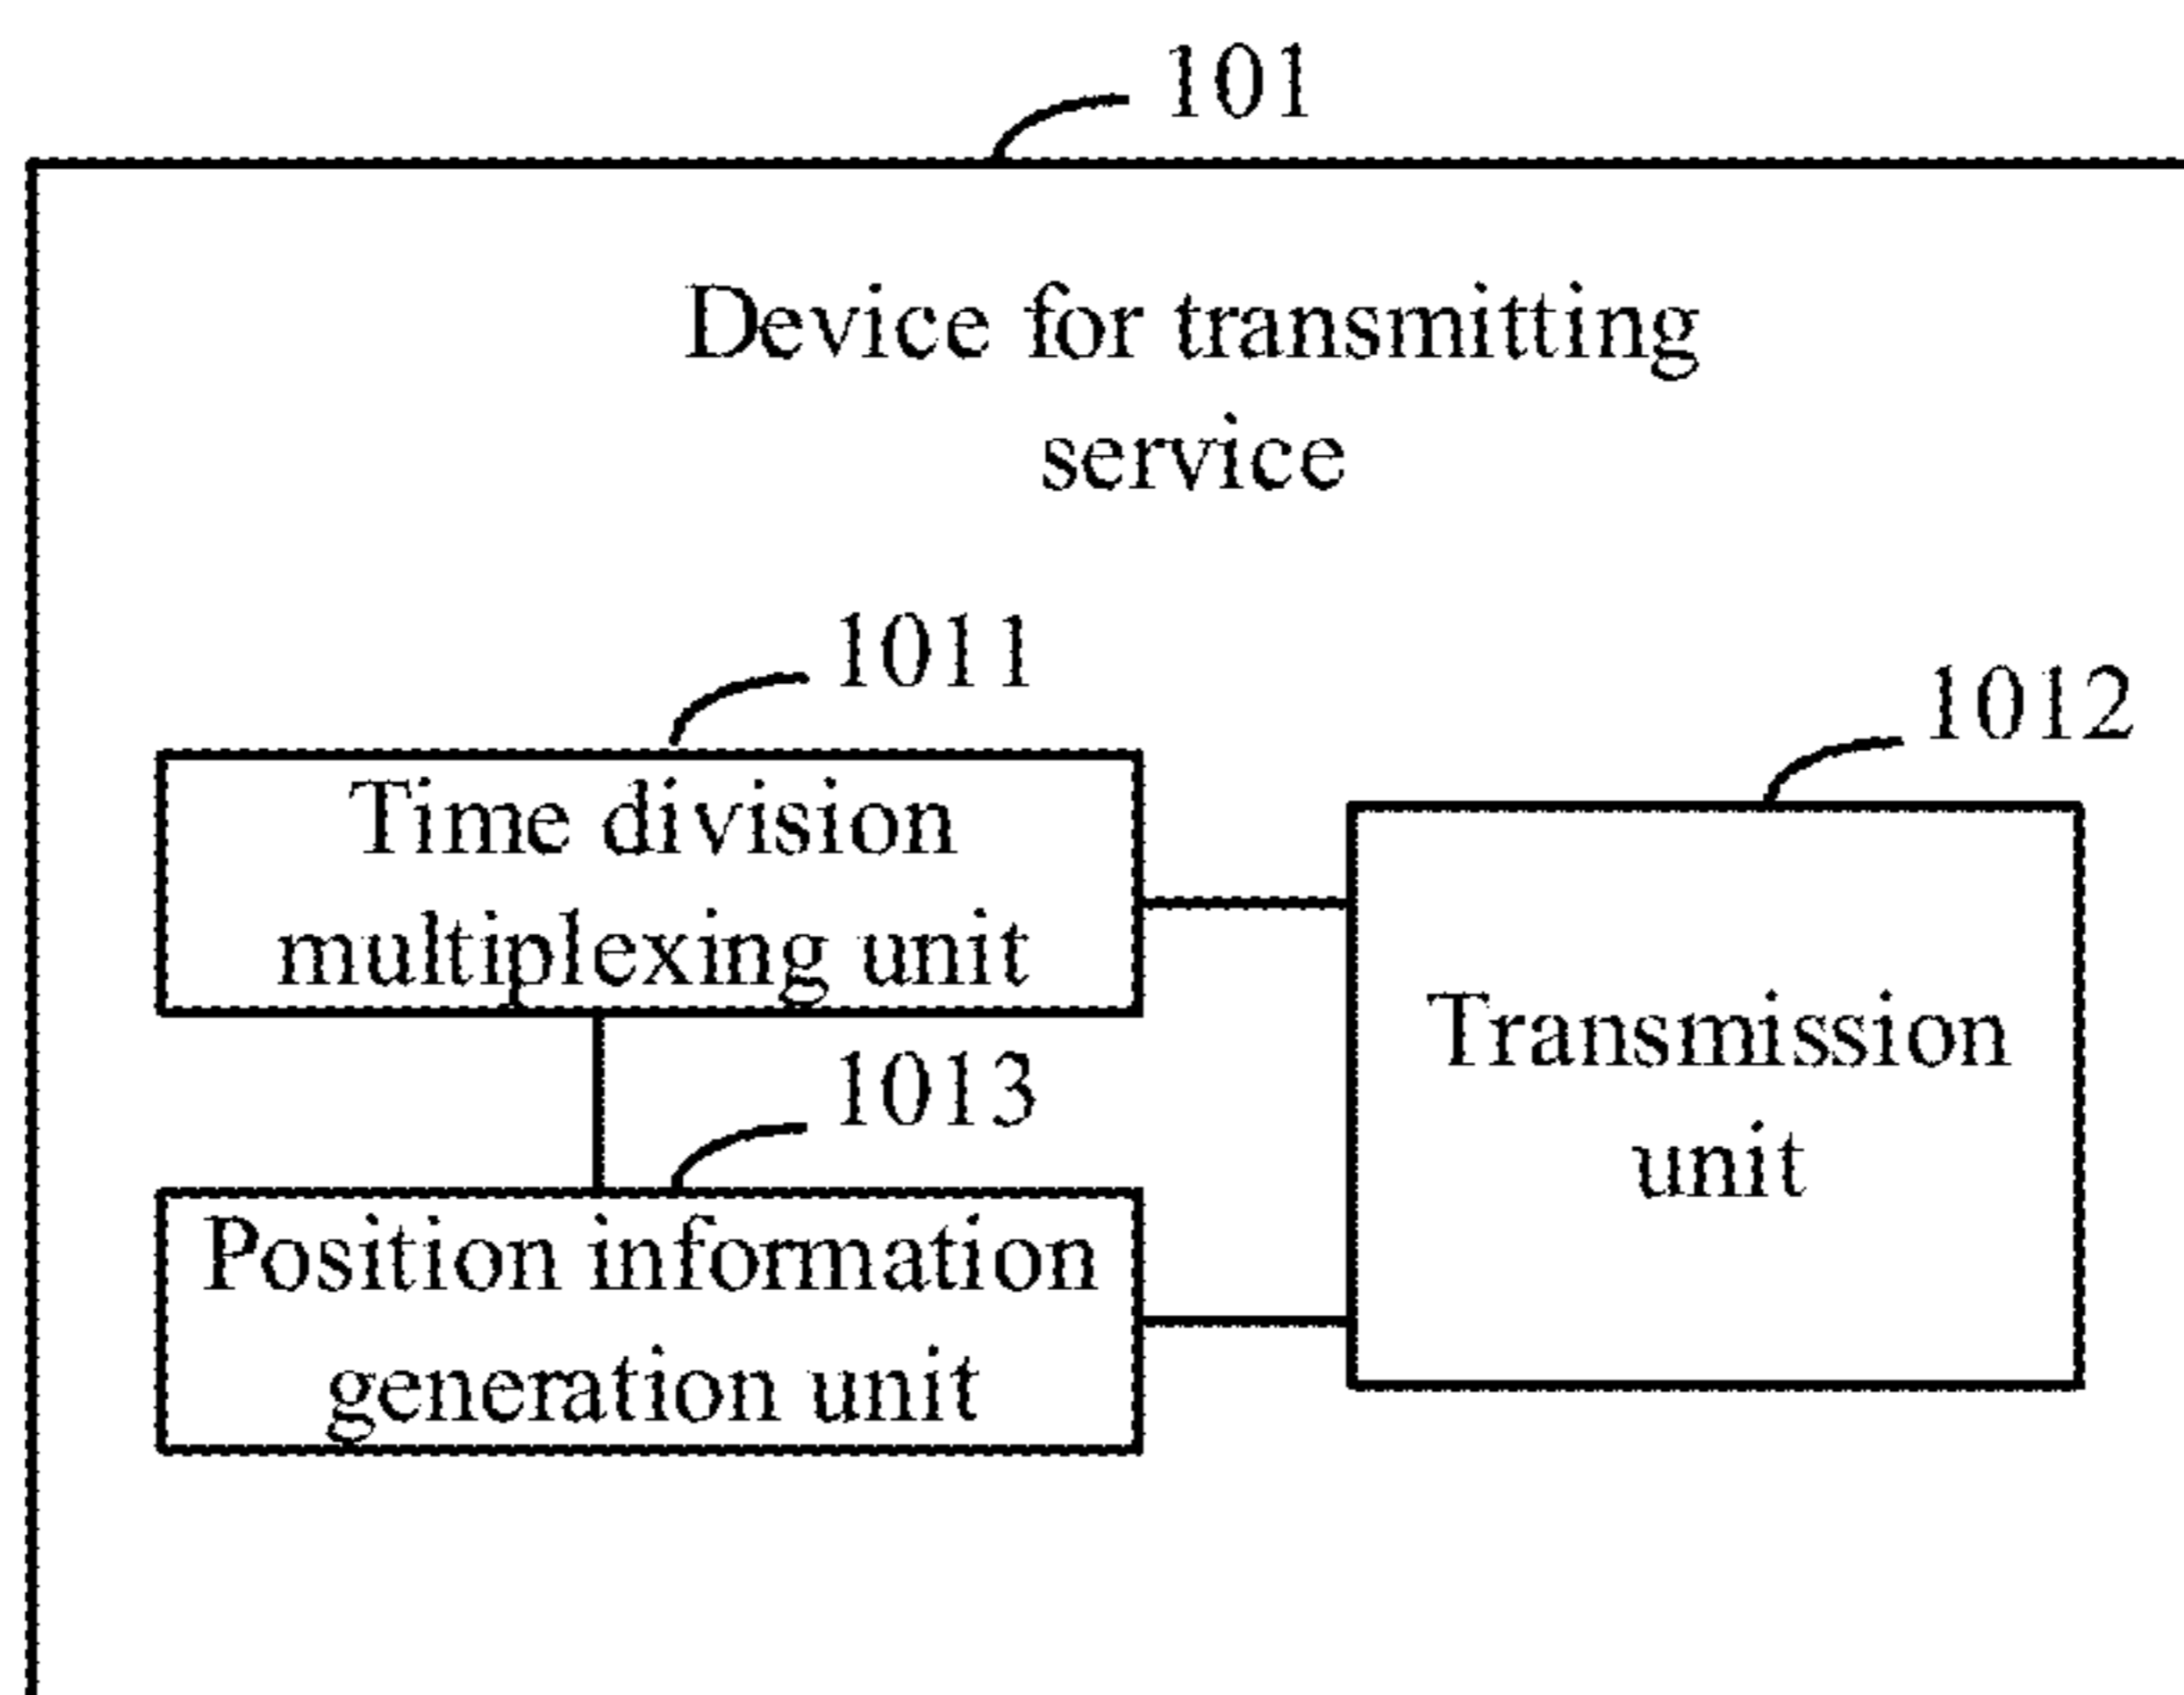 101
Device for transmitting
service
1011
1012
Time division
multiplexing unit
Transmission
unit
1013
Position information
generation unit